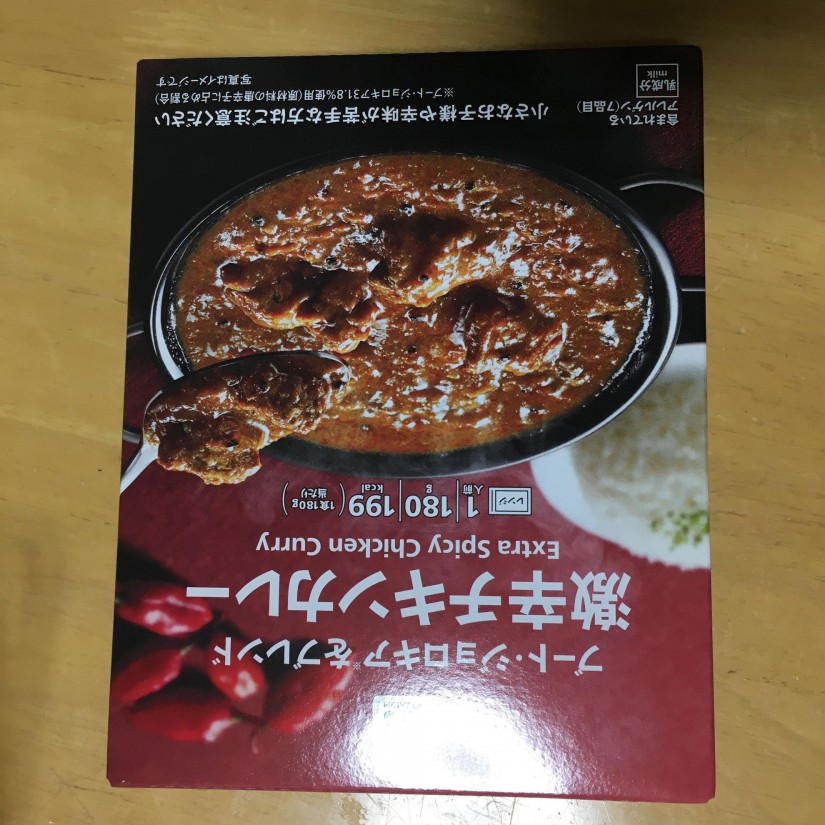 ブート・ジョロキア※をブレンド
激辛チキンカレー
Extra Spicy Chicken Curry
レンジ 1人前 180g 199kcal (1食180g当たり)
含まれている
アレルゲン(7品目)
乳成分
milk
小さなお子様や辛味が苦手な方はご注意ください
※ブート・ジョロキア31.8%使用(原材料の唐辛子に占める割合)
写真はイメージです